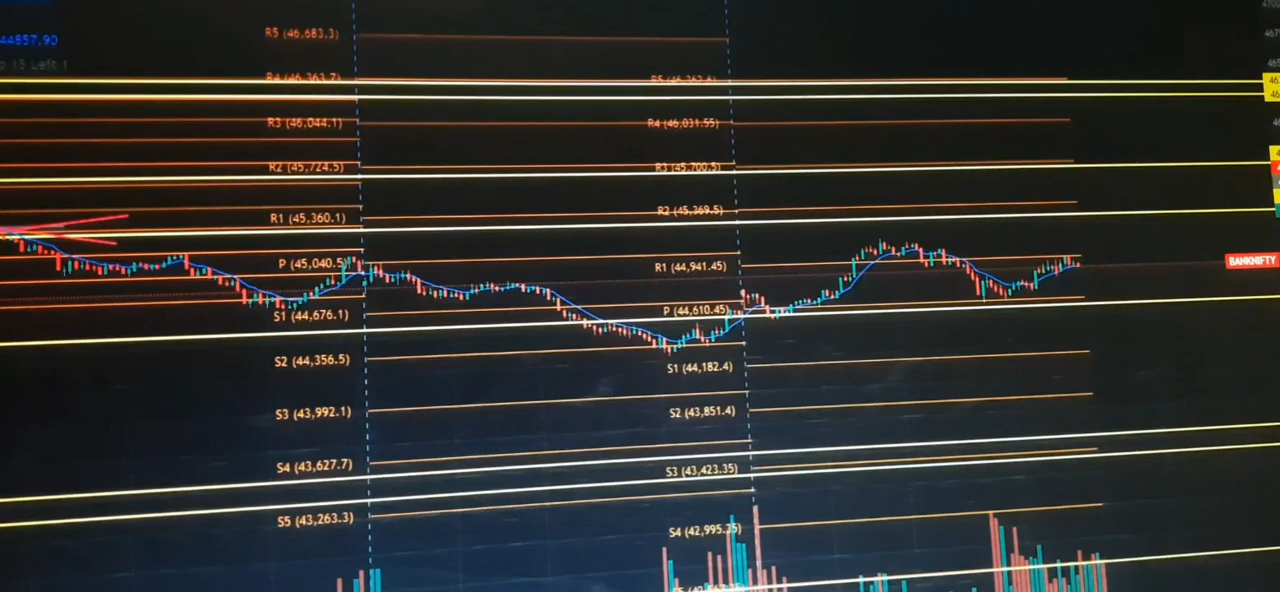 44857.90
R5 (46,683.3)
R4 (46,363.7)
R3 (46,044.1)
R2 (45,724.5)
R1 (45,360.1)
P (45,040.5)
S1 (44,676.1)
S2 (44,356.5)
S3 (43,992.1)
S4 (43,627.7)
S5 (43,263.3)
R4 (46,031.55)
R3 (45,700.5)
R2 (45,369.5)
R1 (44,941.45)
P (44,610.45)
S1 (44,182.4)
S2 (43,851.4)
S3 (43,423.35)
S4 (42,995.35)
BANKNIFTY